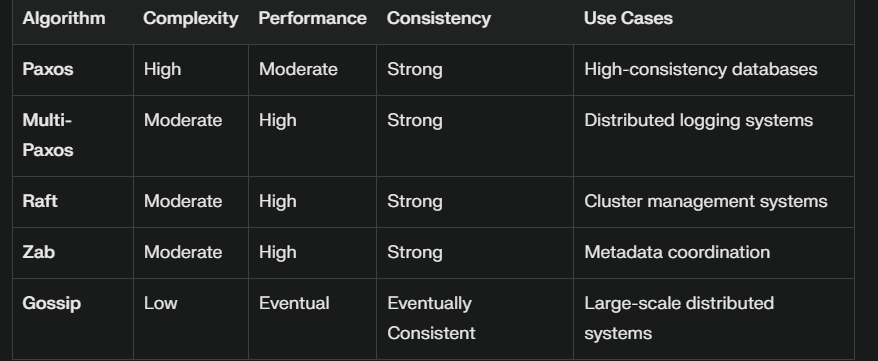 Algorithm Complexity Performance Consistency Use Cases
Paxos High Moderate Strong High-consistency databases
Multi- Moderate High Strong Distributed logging systems
Paxos
Raft Moderate High Strong Cluster management systems
Zab Moderate High Strong Metadata coordination
Gossip Low Eventual Eventually Large-scale distributed
Consistent systems